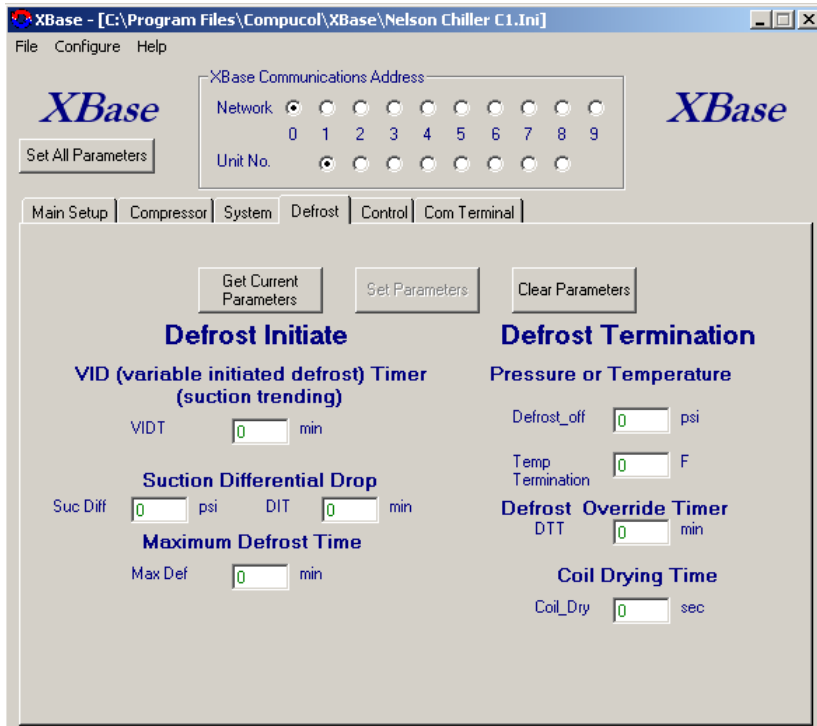 XBase - [C:\Program Files\Compucol\XBase\Nelson Chiller C1.Ini]
File Configure Help
XBase Communications Address
XBase
XBase
Network
0 1 2 3 4 5 6 7 8 9
Set All Parameters
Unit No.
Main Setup Compressor System Defrost Control Com Terminal
Get Current
Parameters
Set Parameters
Clear Parameters
Defrost Initiate
VID (variable initiated defrost) Timer
(suction trending)
VIDT 0 min
Suction Differential Drop
Suc Diff 0 psi DIT 0 min
Maximum Defrost Time
Max Def 0 min
Defrost Termination
Pressure or Temperature
Defrost_off 0 psi
Temp
Termination 0 F
Defrost Override Timer
DTT 0 min
Coil Drying Time
Coil_Dry 0 sec